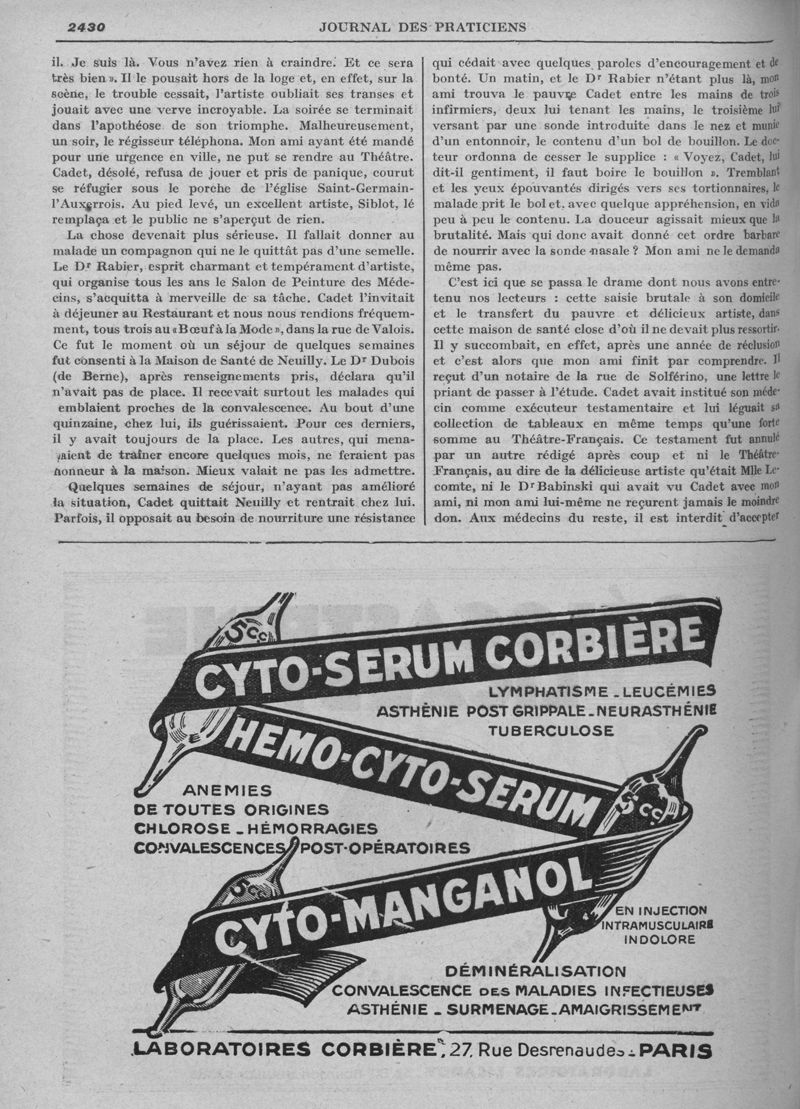 2430 JOURNAL DES PRATICIENS
il. Je suis là. Vous n'avez rien à craindre. Et ce sera
très bien ». Il le pousait hors de la loge et, en effet, sur la
scène, le trouble cessait, l'artiste oubliait ses transes et
jouait avec une verve incroyable. La soirée se terminait
dans l'apothéose de son triomphe. Malheureusement,
un soir, le régisseur téléphona. Mon ami ayant été mandé
pour une urgence en ville, ne put se rendre au Théâtre.
Cadet, désolé, refusa de jouer et pris de panique, courut
se réfugier sous le porche de l'église Saint-Germain-
l'Auxgrrois. Au pied levé, un excellent artiste, Siblot, lé
remplaça et le public ne s'aperçut de rien.
La chose devenait plus sérieuse. Il fallait donner au
malade un compagnon qui ne le quittât pas d'une semelle.
Le Dr Rabier, esprit charmant et tempérament d'artiste,
qui organise tous les ans le Salon de Peinture des Méde-
cins, s'acquitta à merveille de sa tâche. Cadet l'invitait
à déjeuner au Restaurant et nous nous rendions fréquem-
ment, tous trois au « Bœuf à la Mode », dans la rue de Valois.
Ce fut le moment où un séjour de quelques semaines
fut consenti à la Maison de Santé de Neuilly. Le Dr Dubois
(de Berne), après renseignements pris, déclara qu'il
n'avait pas de place. Il recevait surtout les malades qui
emblaient proches de la convalescence. Au bout d'une
quinzaine, chez lui, ils guérissaient. Pour ces derniers,
il y avait toujours de la place. Les autres, qui mena-
çaient de traîner encore quelques mois, ne feraient pas
honneur à la maison. Mieux valait ne pas les admettre.
Quelques semaines de séjour, n'ayant pas amélioré
la situation, Cadet quittait Neuilly et rentrait chez lui.
Parfois, il opposait au besoin de nourriture une résistance
qui cédait avec quelques paroles d'encouragement et de
bonté. Un matin, et le Dr Rabier n'étant plus là, mon
ami trouva le pauvre Cadet entre les mains de trois
infirmiers, deux lui tenant les mains, le troisième lui
versant par une sonde introduite dans le nez et munie
d'un entonnoir, le contenu d'un bol de bouillon. Le doc-
teur ordonna de cesser le supplice : « Voyez, Cadet, lui
dit-il gentiment, il faut boire le bouillon ». Tremblant
et les yeux épouvantés dirigés vers ses tortionnaires, le
malade prit le bol et, avec quelque appréhension, en vida
peu à peu le contenu. La douceur agissait mieux que la
brutalité. Mais qui donc avait donné cet ordre barbare
de nourrir avec la sonde nasale ? Mon ami ne le demanda
même pas.
C'est ici que se passa le drame dont nous avons entre-
tenu nos lecteurs : cette saisie brutale à son domicile
et le transfert du pauvre et délicieux artiste, dans
cette maison de santé close d'où il ne devait plus ressortir.
Il y succombait, en effet, après une année de réclusion
et c'est alors que mon ami finit par comprendre. Il
reçut d'un notaire de la rue de Solférino, une lettre le
priant de passer à l'étude. Cadet avait institué son méde-
cin comme exécuteur testamentaire et lui léguait sa
collection de tableaux en même temps qu'une forte
somme au Théâtre-Français. Ce testament fut annulé
par un autre rédigé après coup et ni le Théâtre-
Français, au dire de la délicieuse artiste qu'était Mlle Le-
comte, ni le Dr Babinski qui avait vu Cadet avec mon
ami, ni mon ami lui-même ne reçurent jamais le moindre
don. Aux médecins du reste, il est interdit d'accepter
5 cc
CYTO-SERUM CORBIÈRE
LYMPHATISME - LEUCÉMIES
ASTHÉNIE POST GRIPPALE - NEURASTHÉNIE
TUBERCULOSE
HEMO-CYTO-SERUM
5 cc
ANEMIES
DE TOUTES ORIGINES
CHLOROSE - HÉMORRAGIES
CONVALESCENCES POST-OPÉRATOIRES
5 cc
CYTO-MANGANOL
EN INJECTION
INTRAMUSCULAIRE
INDOLORE
DÉMINÉRALISATION
CONVALESCENCE DES MALADIES INFECTIEUSES
ASTHÉNIE - SURMENAGE - AMAIGRISSEMENT
LABORATOIRES CORBIÈRE, 27, Rue Desrenaudes - PARIS